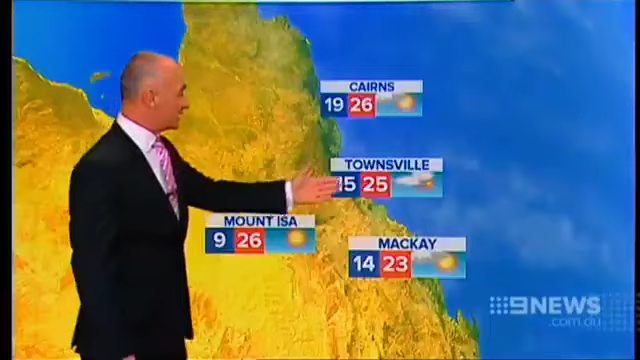 CAIRNS
19 26
TOWNSVILLE
15 25
MOUNT ISA
9 26
MACKAY
14 23
9NEWS
.com.au